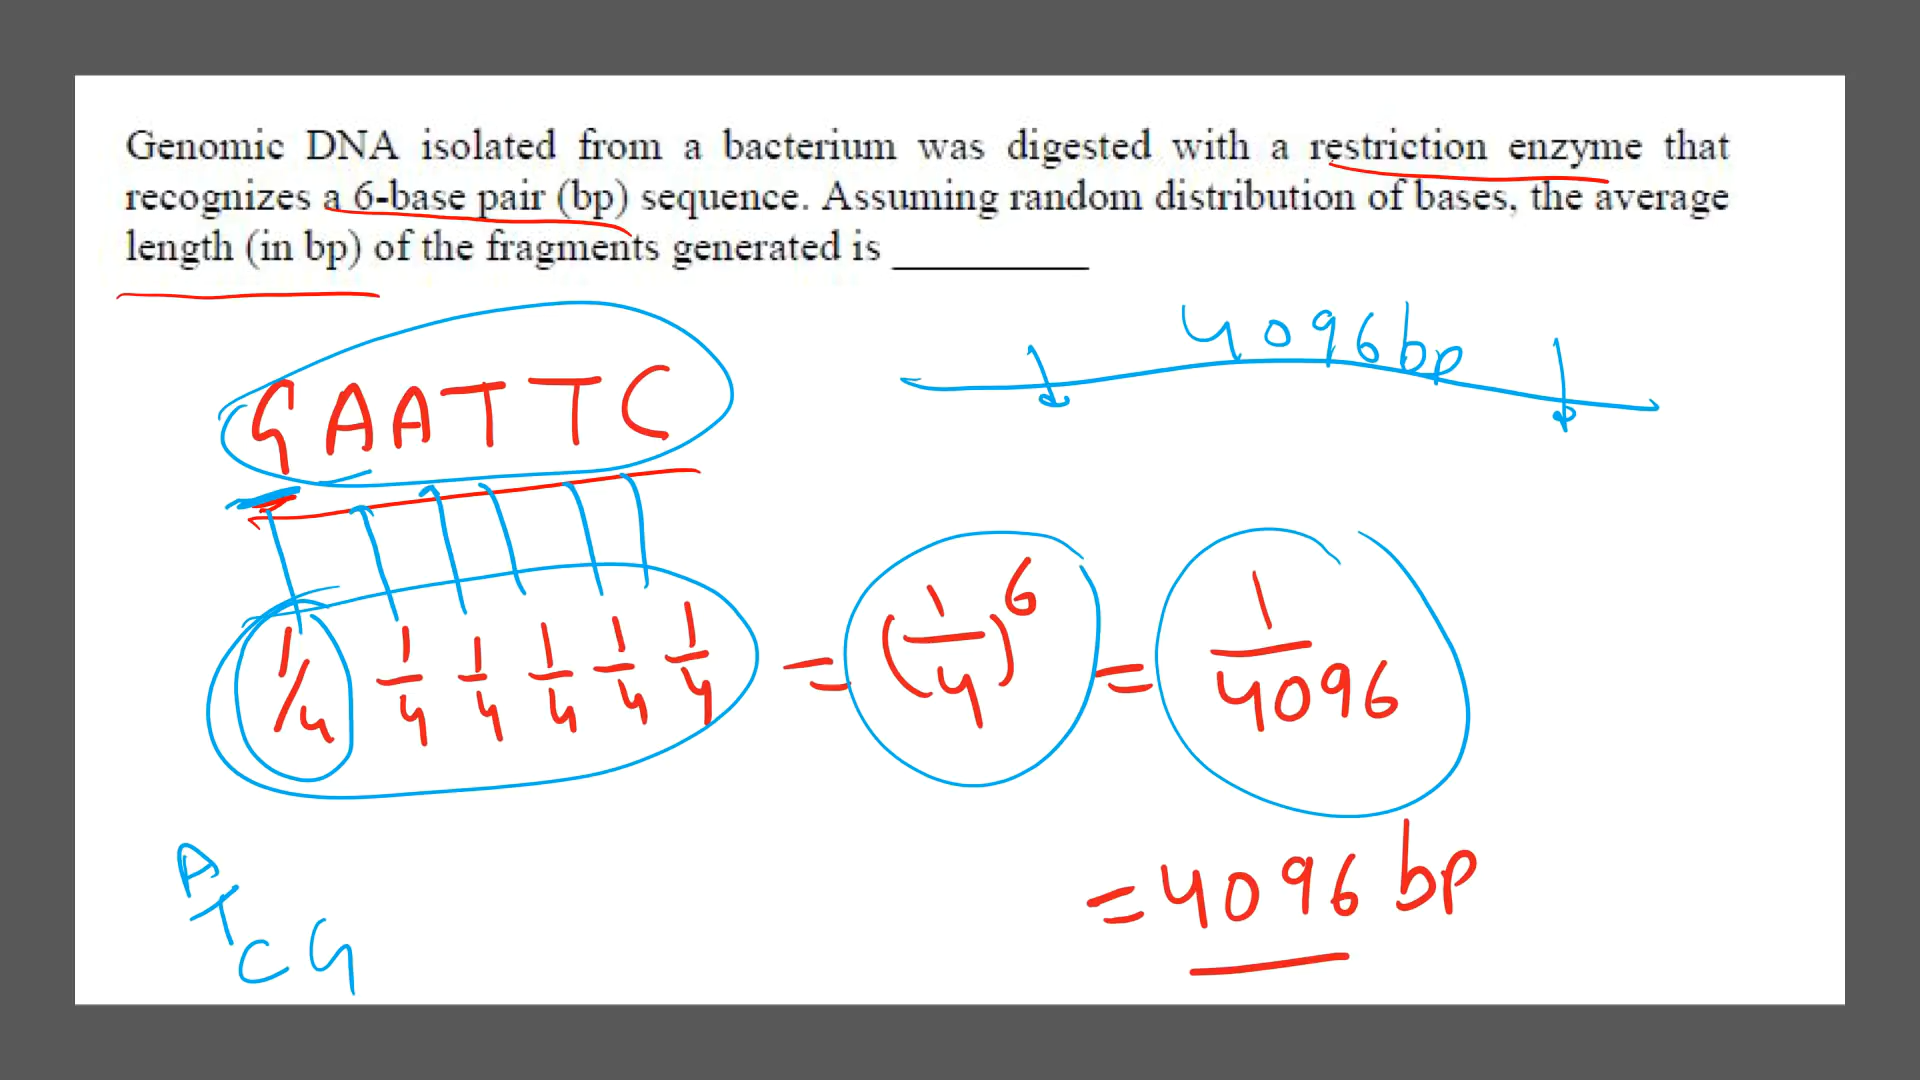 Genomic DNA isolated from a bacterium was digested with a restriction enzyme that
recognizes a 6-base pair (bp) sequence. Assuming random distribution of bases, the average
length (in bp) of the fragments generated is __________
4096bp
GAATTC
1/4 1/4 1/4 1/4 1/4 1/4 = (1/4)^6 = 1/4096
= 4096 bp
A
T
C G